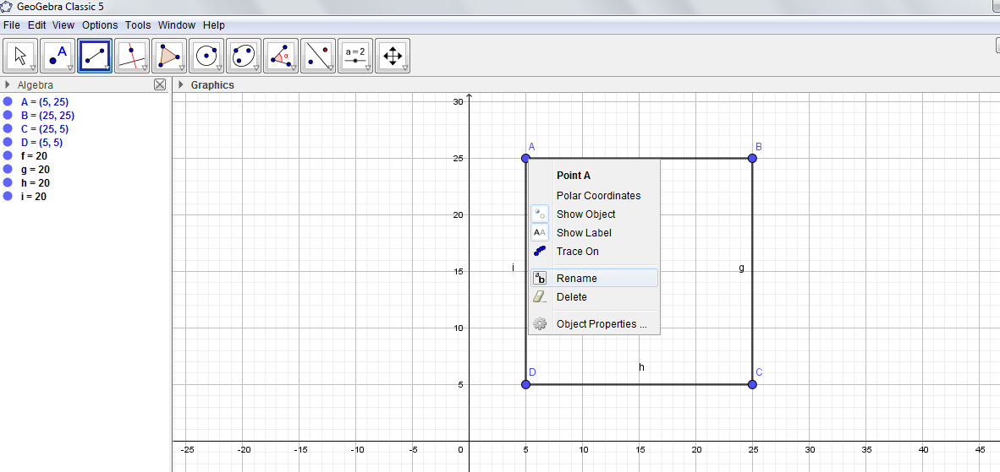 GeoGebra Classic 5
File Edit View Options Tools Window Help
A
α
a=2
Algebra
Graphics
A = (5, 25)
B = (25, 25)
C = (25, 5)
D = (5, 5)
f = 20
g = 20
h = 20
i = 20
30
25
20
15
10
5
A
B
Point A
Polar Coordinates
Show Object
AA Show Label
Trace On
ab Rename
Delete
Object Properties ...
i
g
h
D
C
-25 -20 -15 -10 -5 0 5 10 15 20 25 30 35 40 45